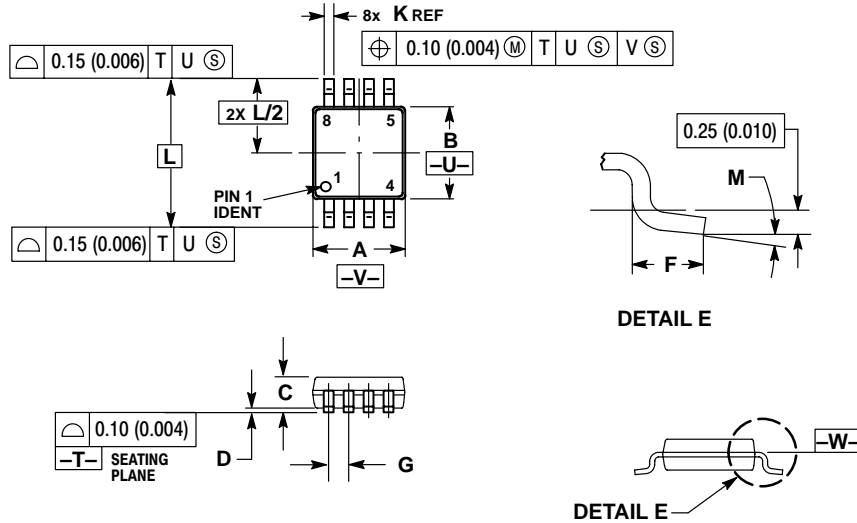 8x K REF
⌓ 0.15 (0.006) T U Ⓢ
⌖ 0.10 (0.004) Ⓜ T U Ⓢ V Ⓢ
2X L/2
8 5
L
B
–U–
1
PIN 1
IDENT
4
⌓ 0.15 (0.006) T U Ⓢ
A
–V–
0.25 (0.010)
M
F
DETAIL E
C
⌓ 0.10 (0.004)
–T– SEATING
PLANE
D
G
–W–
DETAIL E